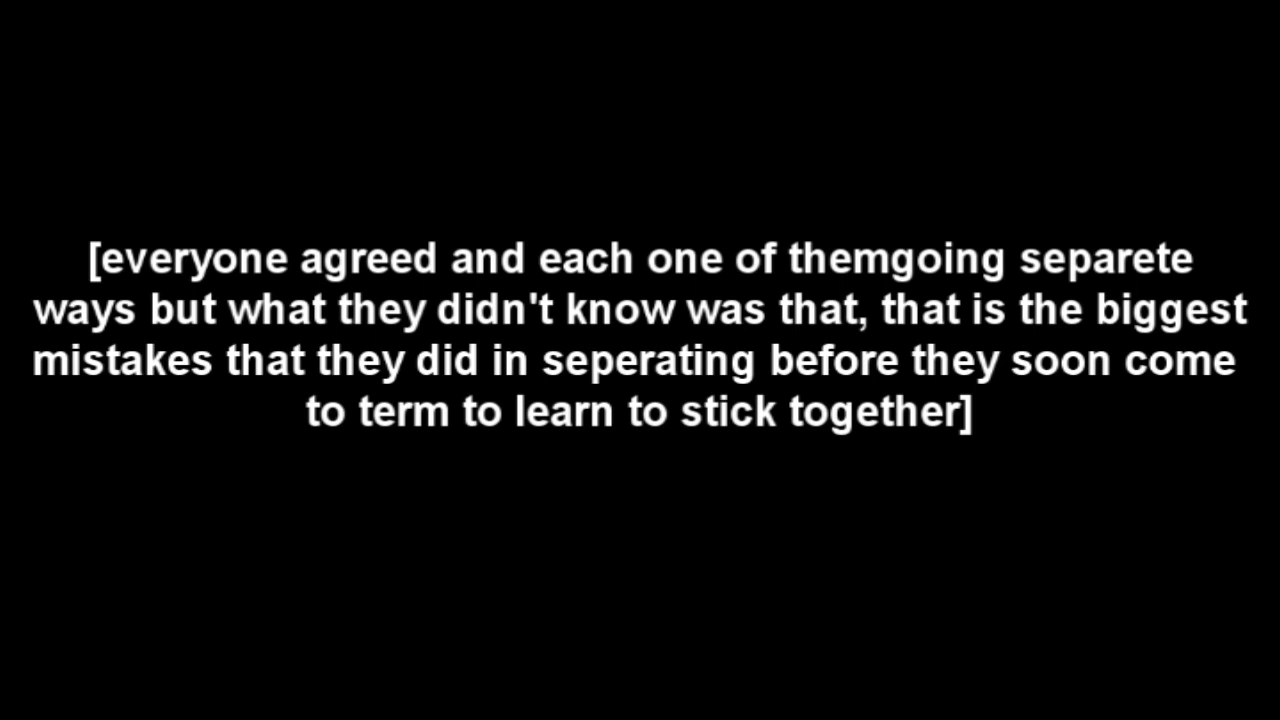 [everyone agreed and each one of themgoing separete
ways but what they didn't know was that, that is the biggest
mistakes that they did in seperating before they soon come
to term to learn to stick together]